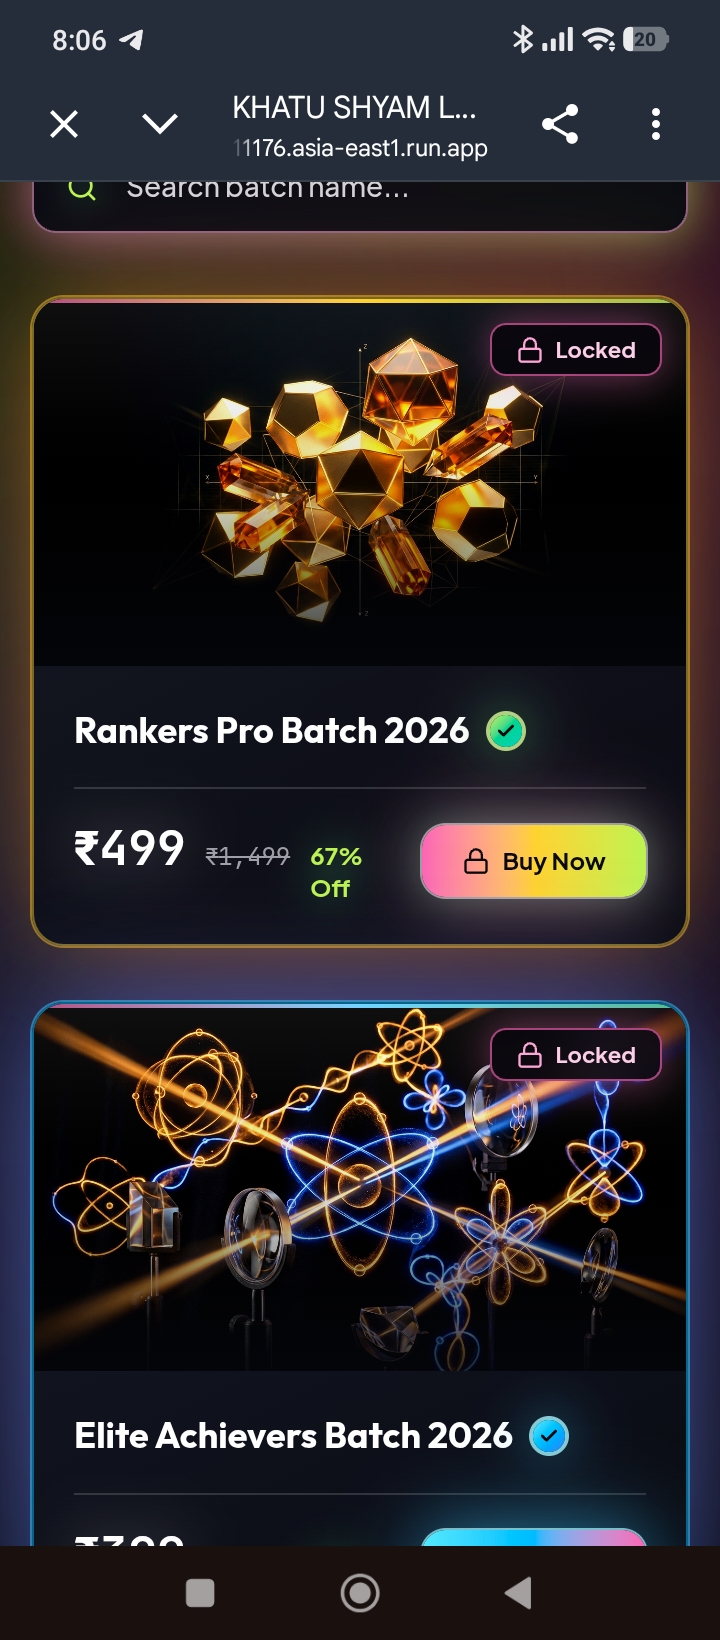 8:06
20
KHATU SHYAM L...
11176.asia-east1.run.app
Search batch name...
Locked
Rankers Pro Batch 2026
₹499 ₹1,499 67% Off
Buy Now
Locked
Elite Achievers Batch 2026
₹399